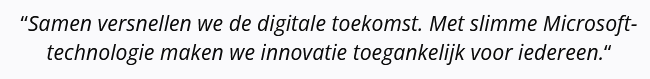 “Samen versnellen we de digitale toekomst. Met slimme Microsoft-
technologie maken we innovatie toegankelijk voor iedereen.“